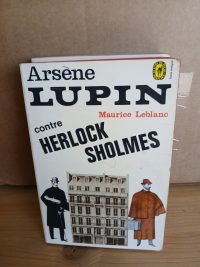 Arsène
LUPIN
Maurice Leblanc
contre
HERLOCK
SHOLMES